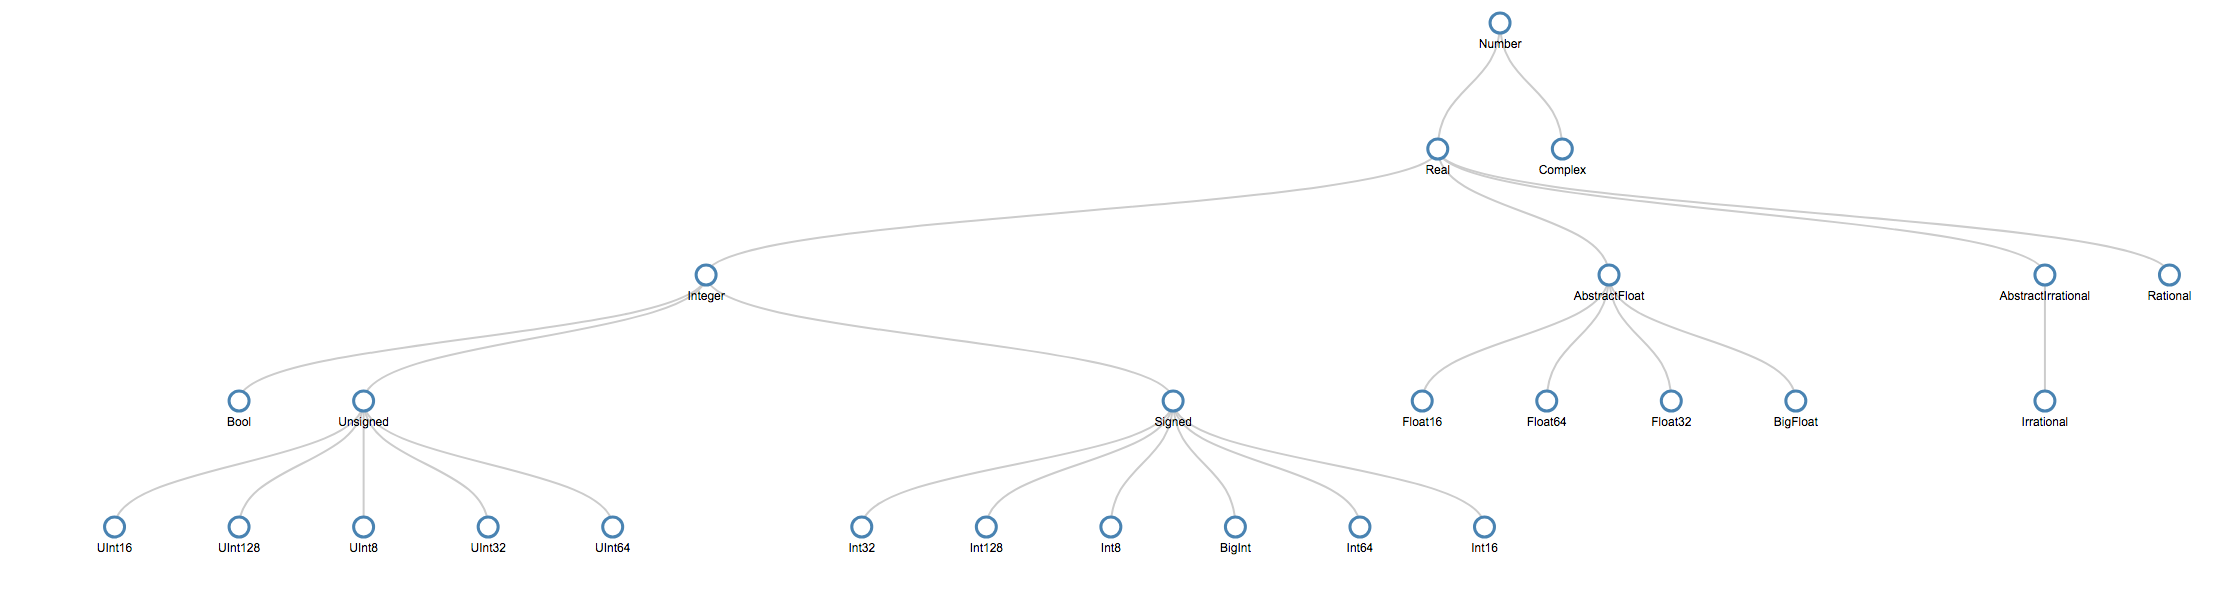 Number
Real
Complex
Integer
AbstractFloat
AbstractIrrational
Rational
Bool
Unsigned
Signed
Float16
Float64
Float32
BigFloat
Irrational
UInt16
UInt128
UInt8
UInt32
UInt64
Int32
Int128
Int8
BigInt
Int64
Int16